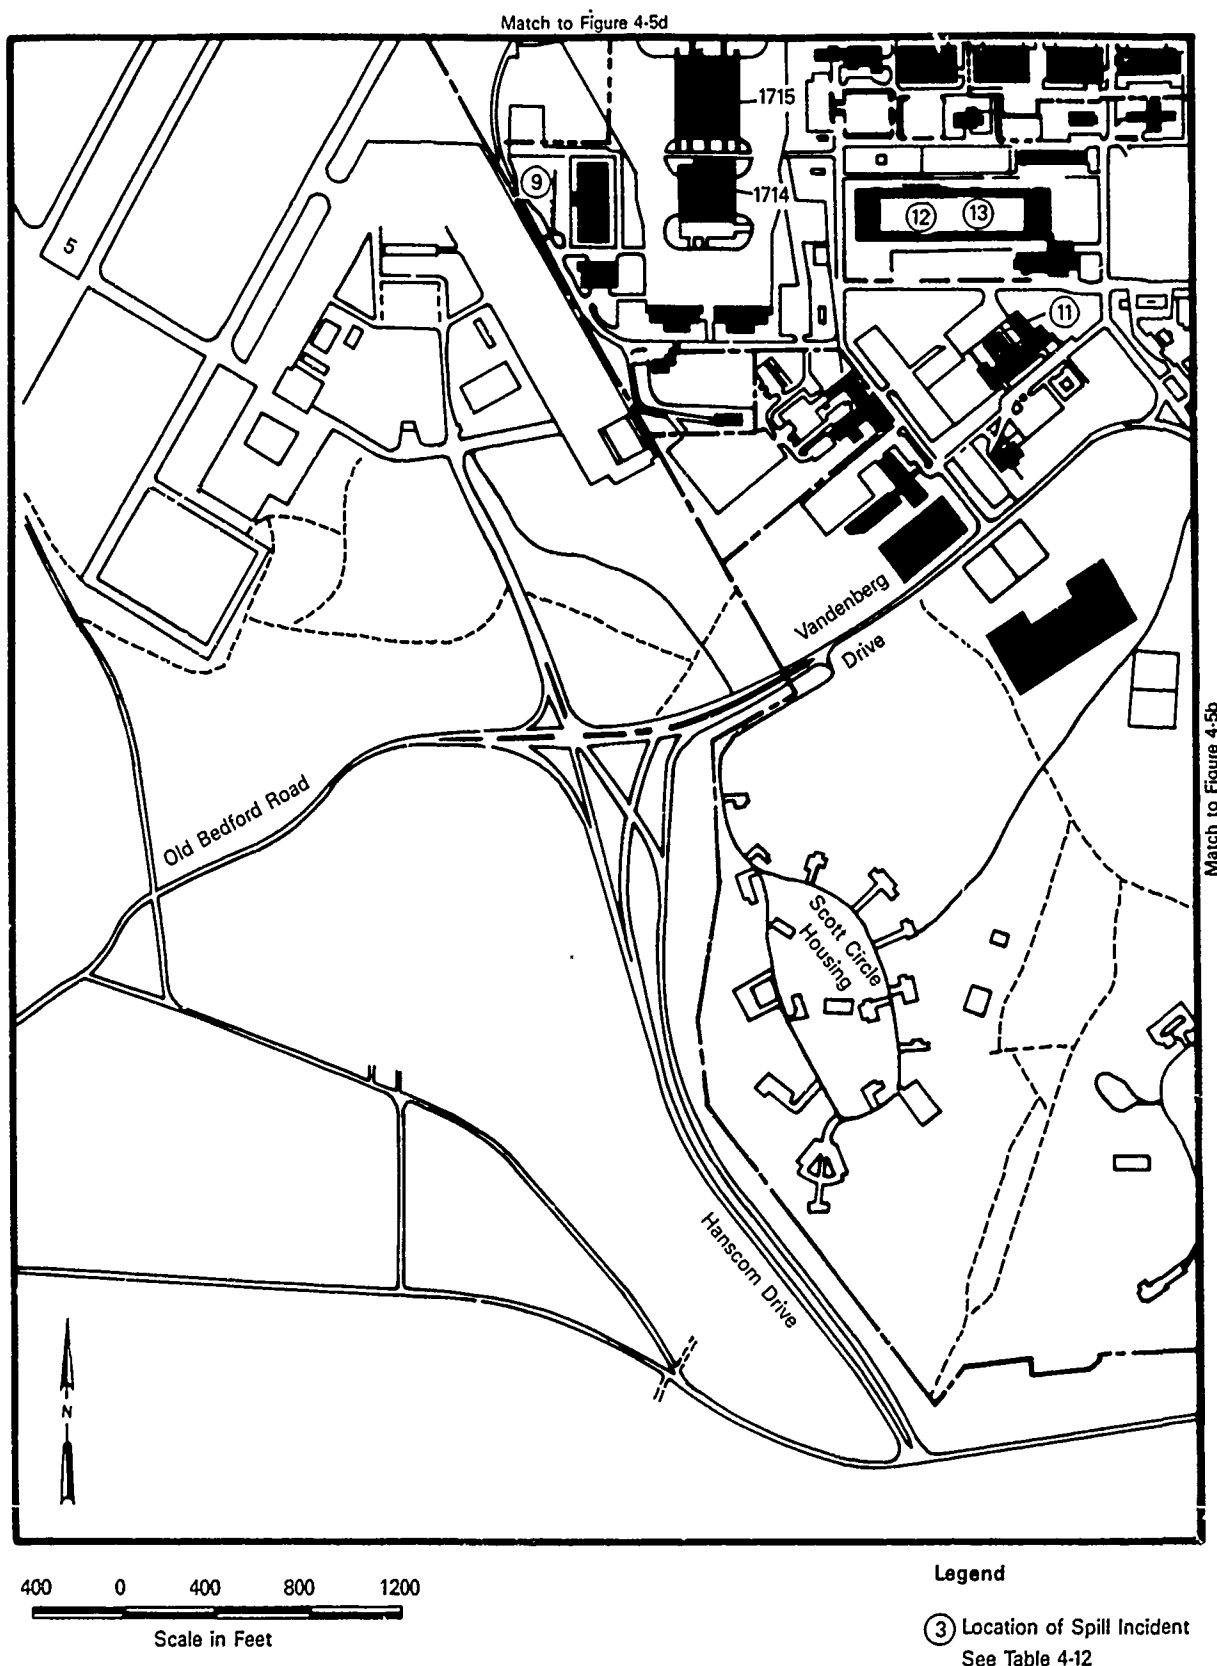 Match to Figure 4-5d
1715
9
1714
12
13
5
11
Vandenberg
Drive
Match to Figure 4-5b
Old Bedford Road
Scott Circle
Housing
Hanscom Drive
N
Legend
400 0 400 800 1200
Scale in Feet
3 Location of Spill Incident
See Table 4-12